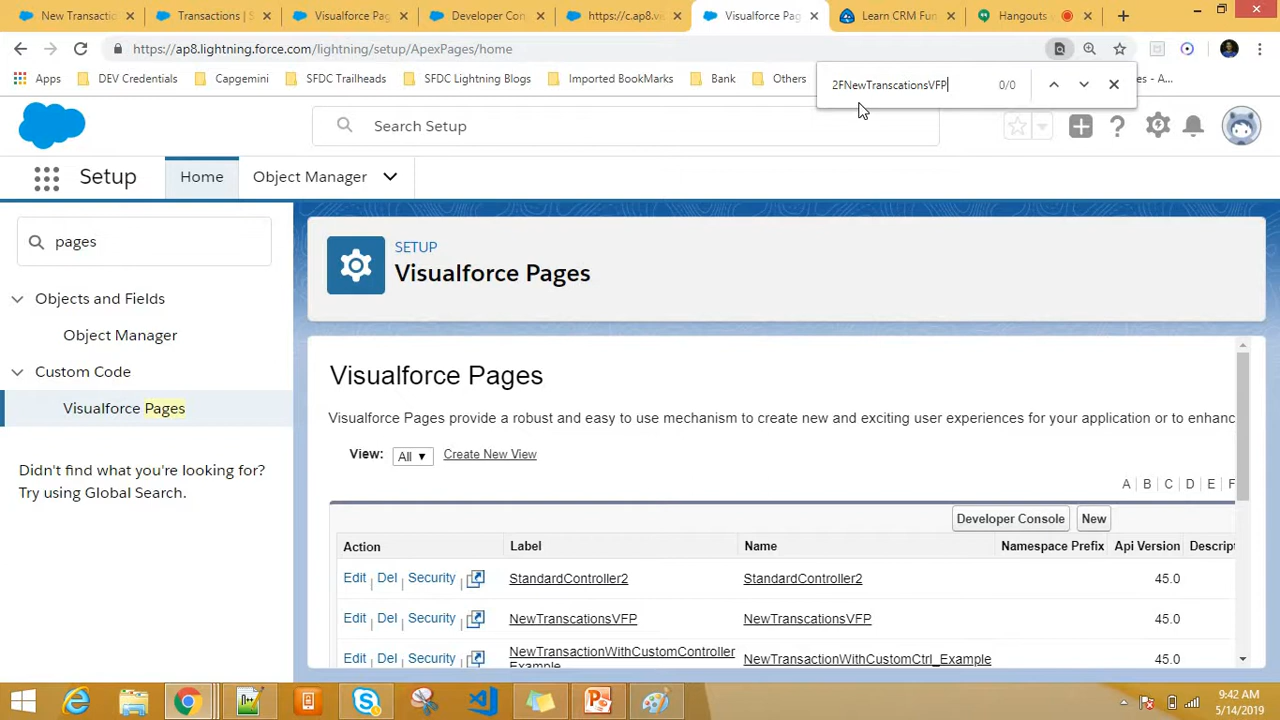 New Transactio
Transactions | S
Visualforce Pag
Developer Con
https://c.ap8.vi
Visualforce Pag
Learn CRM Fun
Hangouts
https://ap8.lightning.force.com/lightning/setup/ApexPages/home
Apps
DEV Credentials
Capgemini
SFDC Trailheads
SFDC Lightning Blogs
Imported BookMarks
Bank
Others
- A...
2FNewTranscationsVFP
0/0
Search Setup
Setup
Home
Object Manager
pages
Objects and Fields
Object Manager
Custom Code
Visualforce Pages
Didn't find what you're looking for?
Try using Global Search.
SETUP
Visualforce Pages
Visualforce Pages
Visualforce Pages provide a robust and easy to use mechanism to create new and exciting user experiences for your application or to enhanc
View: All Create New View
A | B | C | D | E | F
Developer Console New
Action Label Name Namespace Prefix Api Version Descript
Edit | Del | Security | StandardController2 StandardController2 45.0
Edit | Del | Security | NewTranscationsVFP NewTranscationsVFP 45.0
Edit | Del | Security | NewTransactionWithCustomController NewTransactionWithCustomCtrl_Example 45.0
Example
9:42 AM
5/14/2019